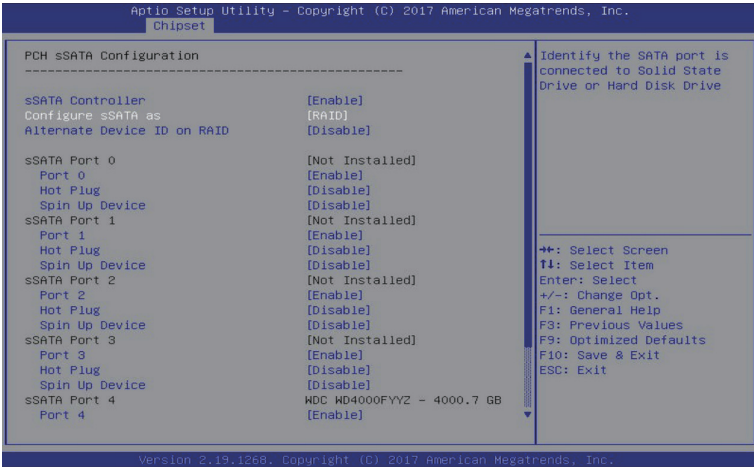 Aptio Setup Utility – Copyright (C) 2017 American Megatrends, Inc.
Chipset
PCH sSATA Configuration
--------------------------------------------------
sSATA Controller [Enable]
Configure sSATA as [RAID]
Alternate Device ID on RAID [Disable]
sSATA Port 0 [Not Installed]
Port 0 [Enable]
Hot Plug [Disable]
Spin Up Device [Disable]
sSATA Port 1 [Not Installed]
Port 1 [Enable]
Hot Plug [Disable]
Spin Up Device [Disable]
sSATA Port 2 [Not Installed]
Port 2 [Enable]
Hot Plug [Disable]
Spin Up Device [Disable]
sSATA Port 3 [Not Installed]
Port 3 [Enable]
Hot Plug [Disable]
Spin Up Device [Disable]
sSATA Port 4 WDC WD4000FYYZ – 4000.7 GB
Port 4 [Enable]
Identify the SATA port is
connected to Solid State
Drive or Hard Disk Drive
→←: Select Screen
↑↓: Select Item
Enter: Select
+/-: Change Opt.
F1: General Help
F3: Previous Values
F9: Optimized Defaults
F10: Save & Exit
ESC: Exit
Version 2.19.1268. Copyright (C) 2017 American Megatrends, Inc.